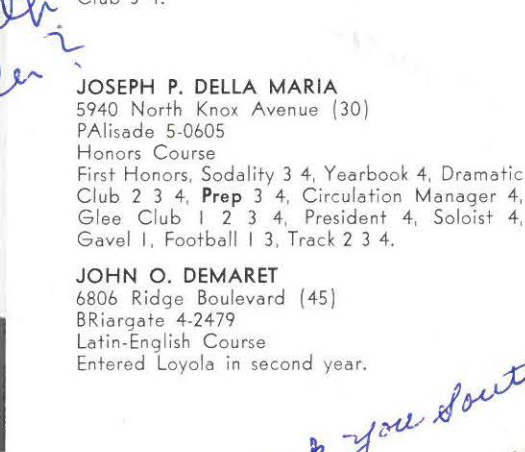 Club 3 4.
JOSEPH P. DELLA MARIA
5940 North Knox Avenue (30)
PAlisade 5-0605
Honors Course
First Honors, Sodality 3 4, Yearbook 4, Dramatic
Club 2 3 4, Prep 3 4, Circulation Manager 4,
Glee Club 1 2 3 4, President 4, Soloist 4,
Gavel 1, Football 1 3, Track 2 3 4.
JOHN O. DEMARET
6806 Ridge Boulevard (45)
BRiargate 4-2479
Latin-English Course
Entered Loyola in second year.
you